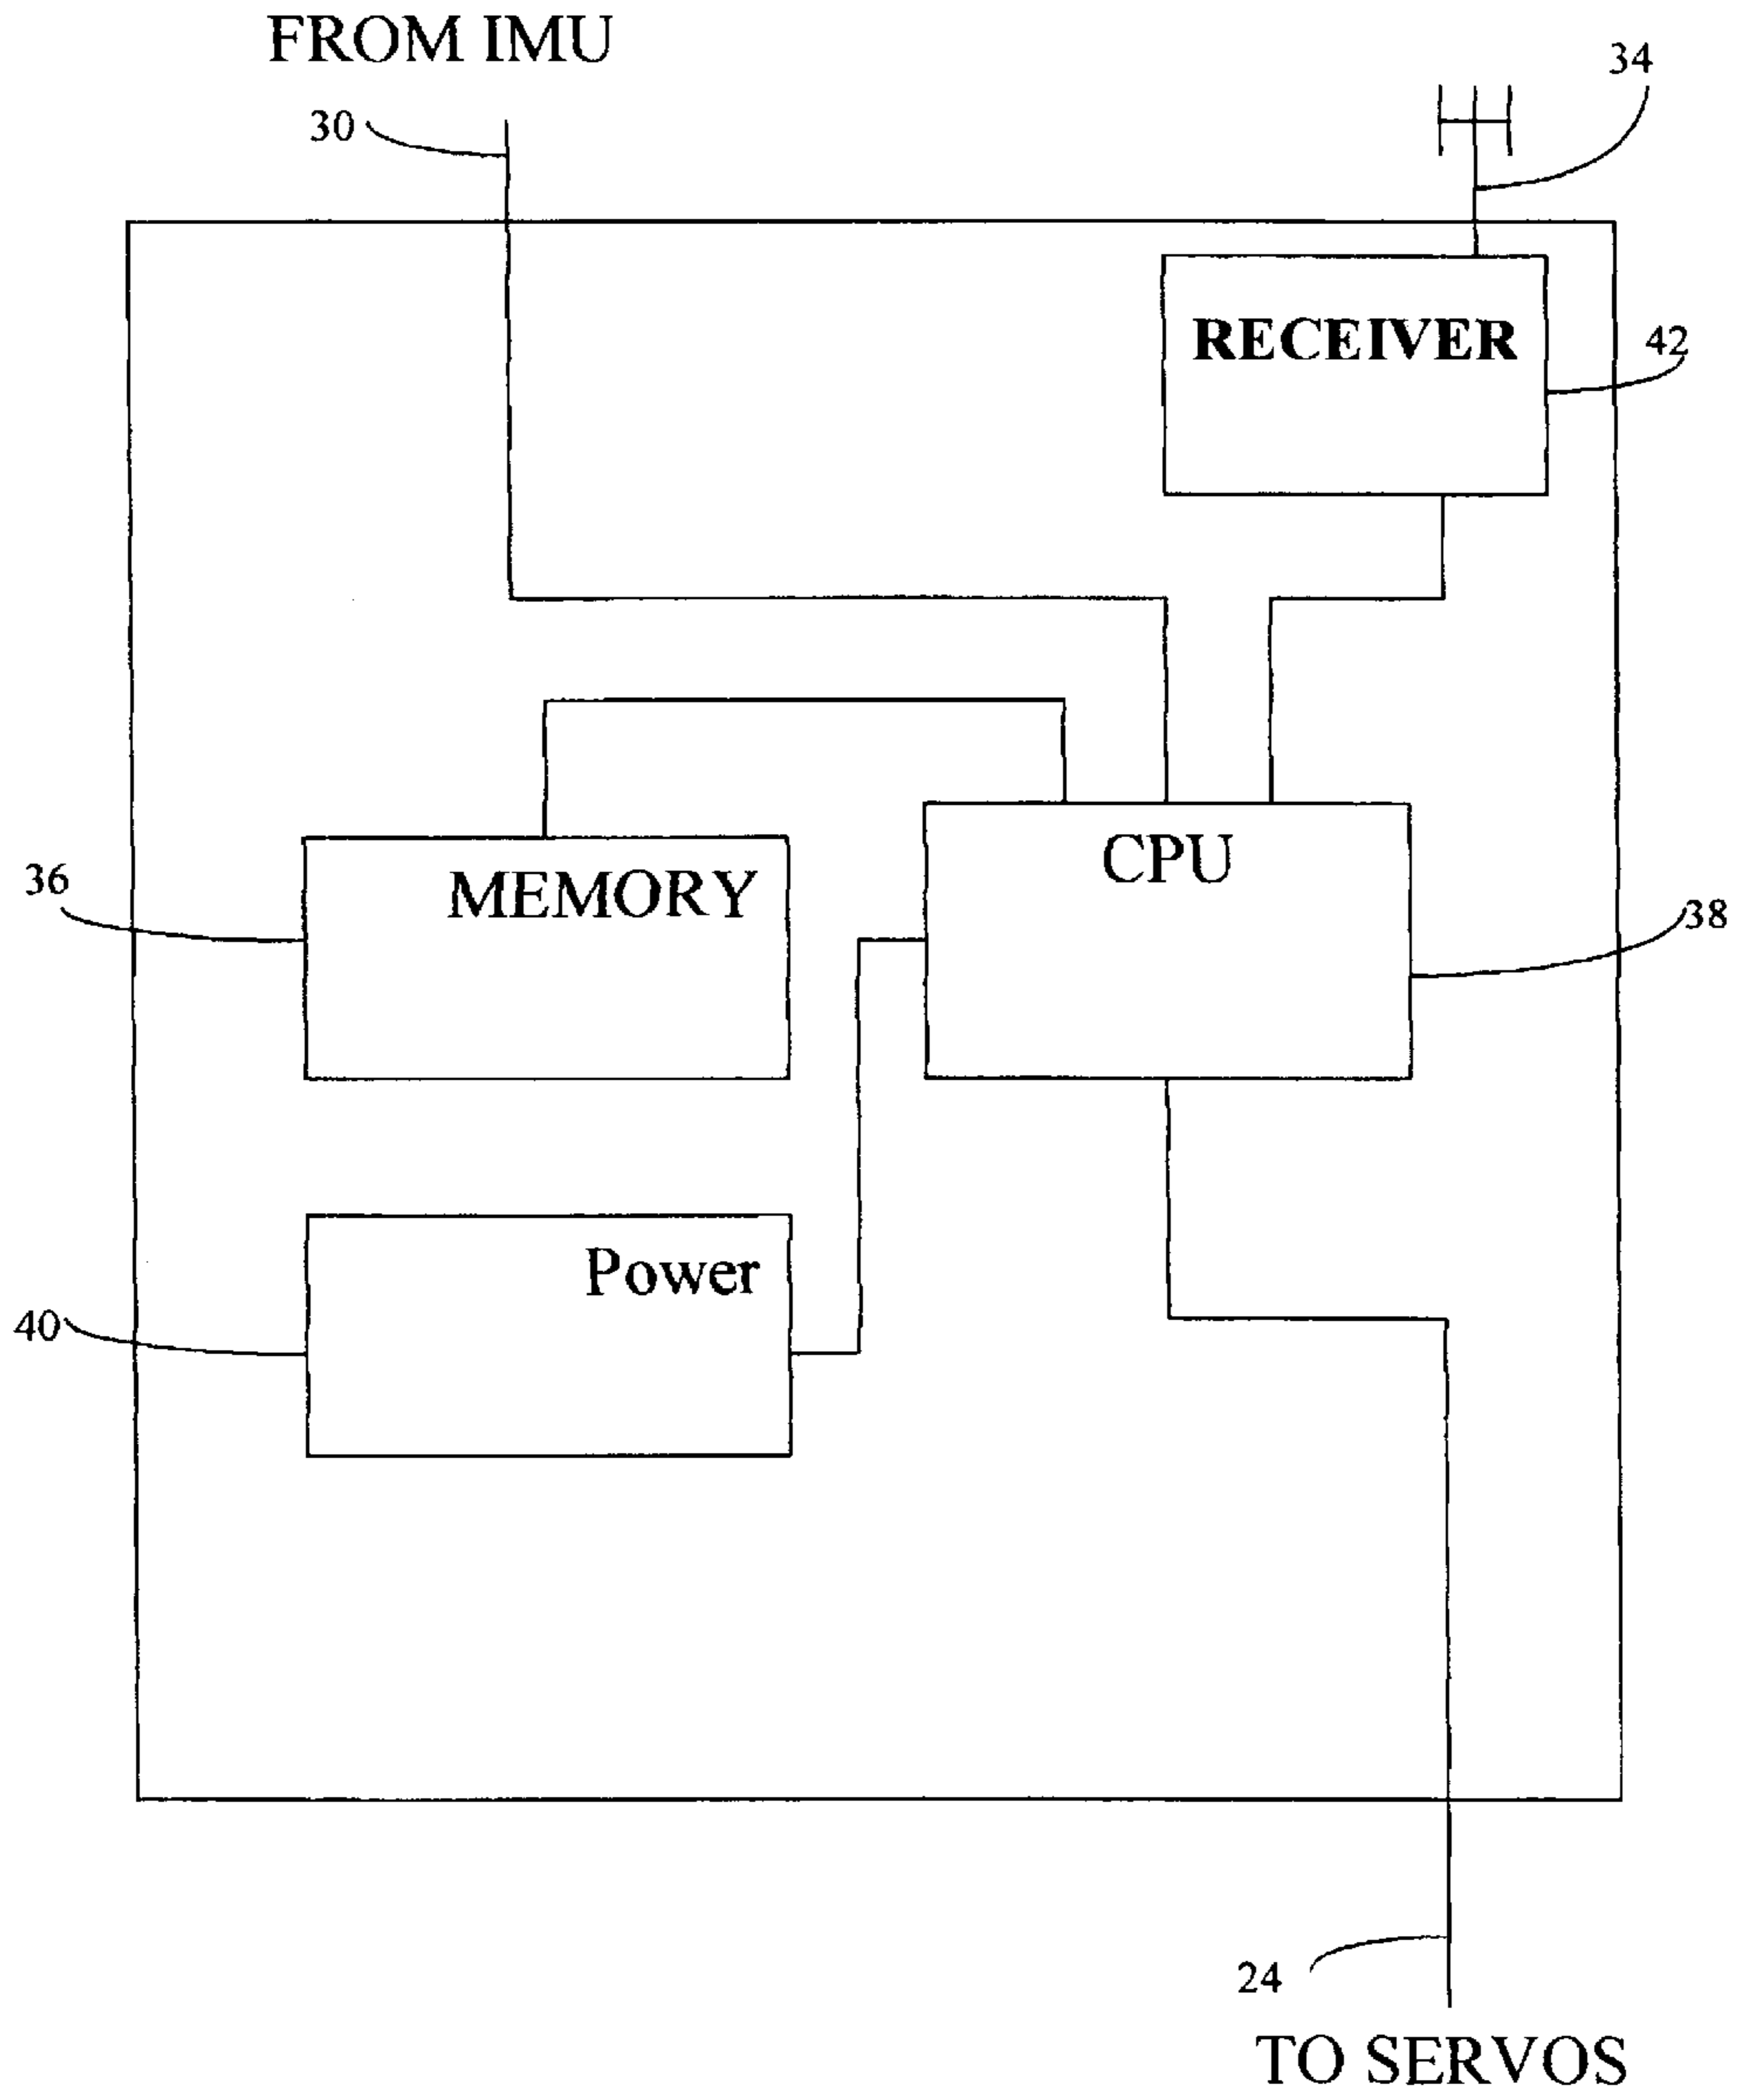 FROM IMU
34
30
RECEIVER
42
CPU
MEMORY
36
38
Power
40
24
TO SERVOS